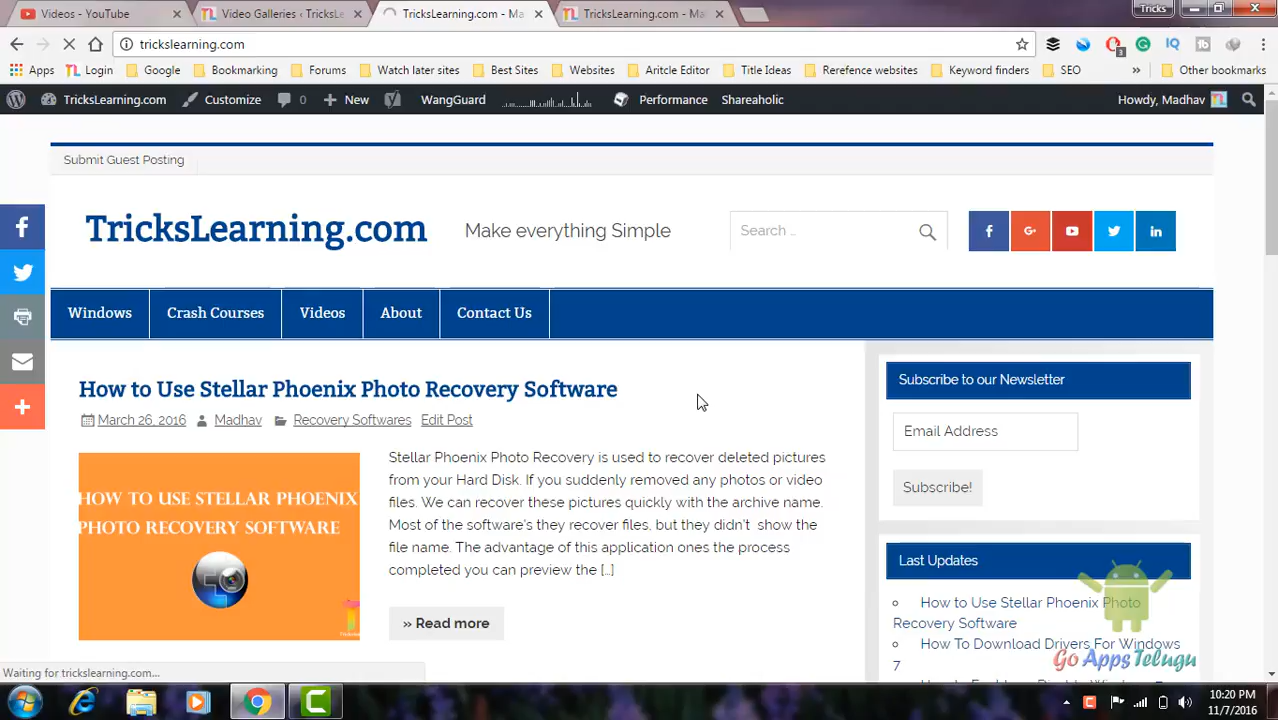 Videos - YouTube
Video Galleries ‹ TricksLe
TricksLearning.com - Ma
TricksLearning.com - Ma
Tricks
trickslearning.com
3
Apps
Login
Google
Bookmarking
Forums
Watch later sites
Best Sites
Websites
Aritcle Editor
Title Ideas
Rerefence websites
Keyword finders
SEO
»
Other bookmarks
TricksLearning.com
Customize
0
New
WangGuard
Performance
Shareaholic
Howdy, Madhav
Submit Guest Posting
TricksLearning.com
Make everything Simple
Search …
Windows
Crash Courses
Videos
About
Contact Us
How to Use Stellar Phoenix Photo Recovery Software
March 26, 2016
Madhav
Recovery Softwares
Edit Post
HOW TO USE STELLAR PHOENIX
PHOTO RECOVERY SOFTWARE
Stellar Phoenix Photo Recovery is used to recover deleted pictures
from your Hard Disk. If you suddenly removed any photos or video
files. We can recover these pictures quickly with the archive name.
Most of the software's they recover files, but they didn't show the
file name. The advantage of this application ones the process
completed you can preview the […]
» Read more
Subscribe to our Newsletter
Email Address
Subscribe!
Last Updates
How to Use Stellar Phoenix Photo
Recovery Software
How To Download Drivers For Windows
7
Go Apps Telugu
Waiting for trickslearning.com...
10:20 PM
11/7/2016